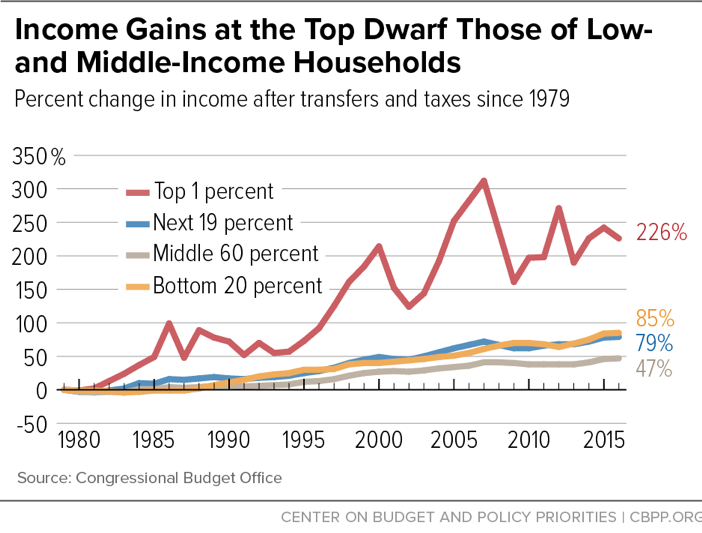 Income Gains at the Top Dwarf Those of Low-
and Middle-Income Households
Percent change in income after transfers and taxes since 1979
350%
300
250
200
150
100
50
0
-50
Top 1 percent
Next 19 percent
Middle 60 percent
Bottom 20 percent
226%
85%
79%
47%
1980 1985 1990 1995 2000 2005 2010 2015
Source: Congressional Budget Office
CENTER ON BUDGET AND POLICY PRIORITIES | CBPP.ORG